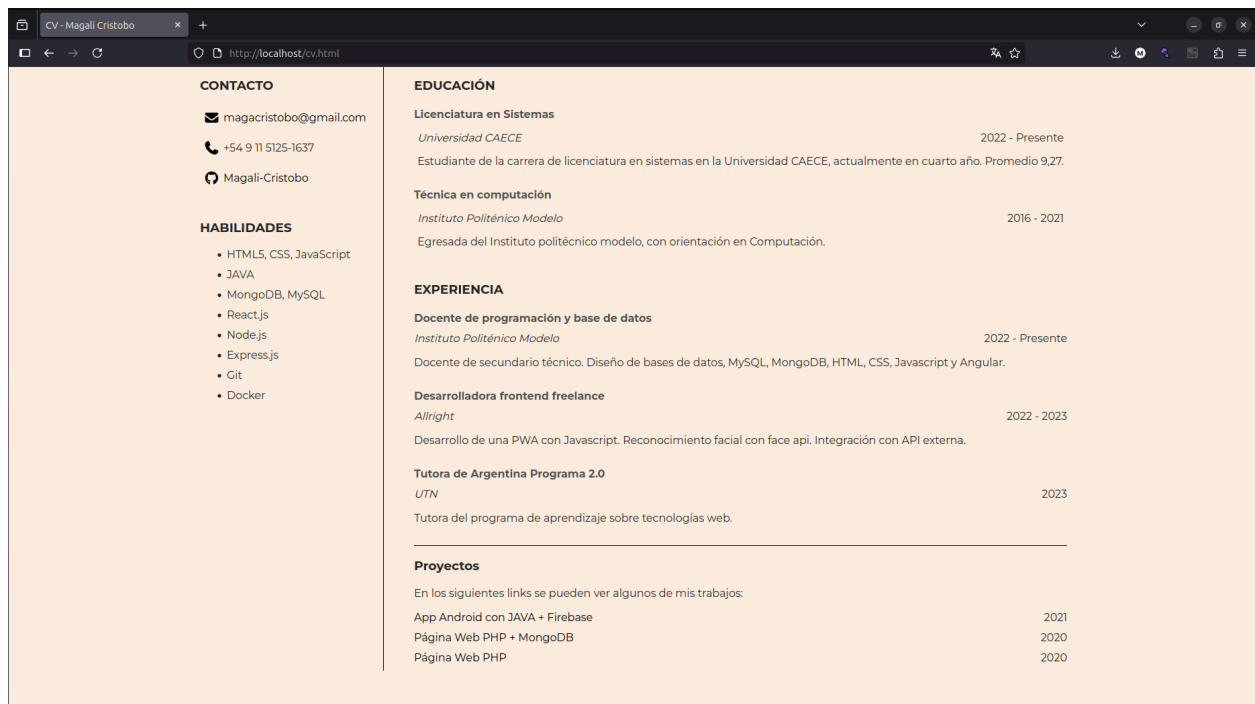 CV - Magali Cristobo
http://localhost/cv.html
CONTACTO
magacristobo@gmail.com
+54 9 11 5125-1637
Magali-Cristobo
HABILIDADES
HTML5, CSS, JavaScript
JAVA
MongoDB, MySQL
React.js
Node.js
Express.js
Git
Docker
EDUCACIÓN
Licenciatura en Sistemas
Universidad CAECE 2022 - Presente
Estudiante de la carrera de licenciatura en sistemas en la Universidad CAECE, actualmente en cuarto año. Promedio 9,27.
Técnica en computación
Instituto Politénico Modelo 2016 - 2021
Egresada del Instituto politécnico modelo, con orientación en Computación.
EXPERIENCIA
Docente de programación y base de datos
Instituto Politénico Modelo 2022 - Presente
Docente de secundario técnico. Diseño de bases de datos, MySQL, MongoDB, HTML, CSS, Javascript y Angular.
Desarrolladora frontend freelance
Allright 2022 - 2023
Desarrollo de una PWA con Javascript. Reconocimiento facial con face api. Integración con API externa.
Tutora de Argentina Programa 2.0
UTN 2023
Tutora del programa de aprendizaje sobre tecnologías web.
Proyectos
En los siguientes links se pueden ver algunos de mis trabajos:
App Android con JAVA + Firebase 2021
Página Web PHP + MongoDB 2020
Página Web PHP 2020